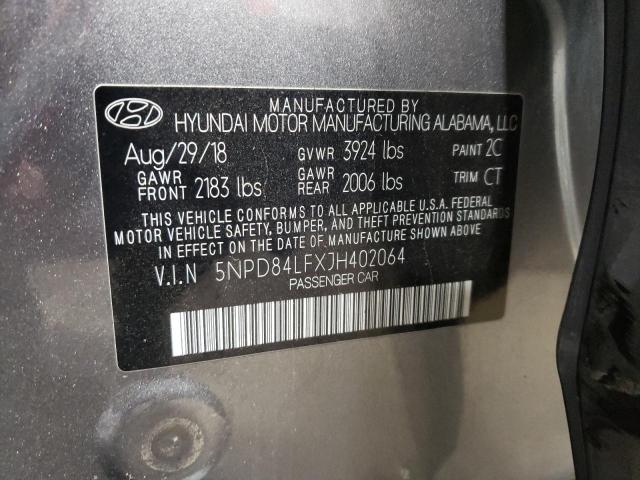 MANUFACTURED BY
HYUNDAI MOTOR MANUFACTURING ALABAMA, LLC
Aug/29/18 GVWR 3924 lbs PAINT 2C
GAWR FRONT 2183 lbs GAWR REAR 2006 lbs TRIM CT
THIS VEHICLE CONFORMS TO ALL APPLICABLE U.S.A. FEDERAL
MOTOR VEHICLE SAFETY, BUMPER, AND THEFT PREVENTION STANDARDS
IN EFFECT ON THE DATE OF MANUFACTURE SHOWN ABOVE.
V.I.N 5NPD84LFXJH402064
PASSENGER CAR